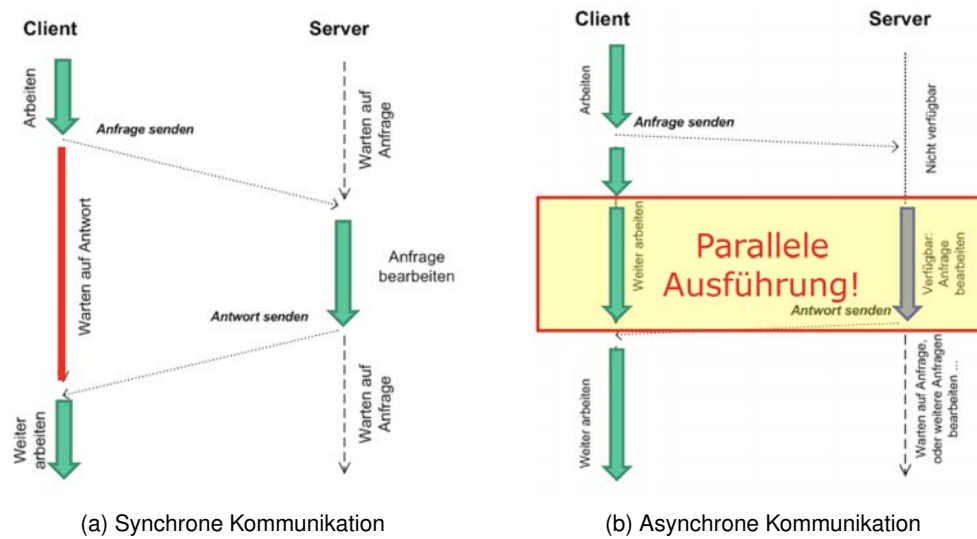 Client
Server
Arbeiten
Anfrage senden
Warten auf
Anfrage
Warten auf Antwort
Anfrage
bearbeiten
Antwort senden
Warten auf
Anfrage
Weiter
arbeiten
(a) Synchrone Kommunikation
Client
Server
Arbeiten
Anfrage senden
Nicht verfügbar
Weiter arbeiten
Parallele
Ausführung!
Verfügbar:
Anfrage
bearbeiten
Antwort senden
Weiter arbeiten
Warten auf Anfrage,
oder weitere Anfragen
bearbeiten ...
(b) Asynchrone Kommunikation